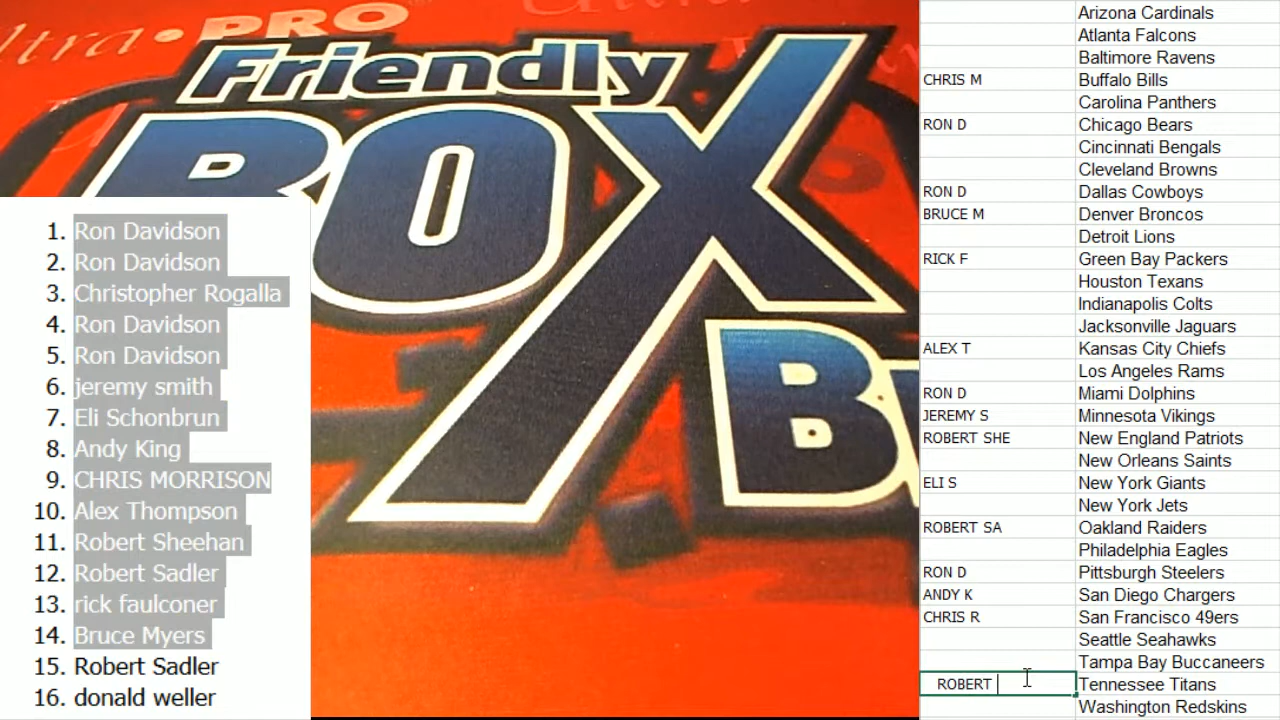 ltra PRO
Ultra
Friendly
BOX
B
1. Ron Davidson
2. Ron Davidson
3. Christopher Rogalla
4. Ron Davidson
5. Ron Davidson
6. jeremy smith
7. Eli Schonbrun
8. Andy King
9. CHRIS MORRISON
10. Alex Thompson
11. Robert Sheehan
12. Robert Sadler
13. rick faulconer
14. Bruce Myers
15. Robert Sadler
16. donald weller
Arizona Cardinals
Atlanta Falcons
Baltimore Ravens
CHRIS M Buffalo Bills
Carolina Panthers
RON D Chicago Bears
Cincinnati Bengals
Cleveland Browns
RON D Dallas Cowboys
BRUCE M Denver Broncos
Detroit Lions
RICK F Green Bay Packers
Houston Texans
Indianapolis Colts
Jacksonville Jaguars
ALEX T Kansas City Chiefs
Los Angeles Rams
RON D Miami Dolphins
JEREMY S Minnesota Vikings
ROBERT SHE New England Patriots
New Orleans Saints
ELI S New York Giants
New York Jets
ROBERT SA Oakland Raiders
Philadelphia Eagles
RON D Pittsburgh Steelers
ANDY K San Diego Chargers
CHRIS R San Francisco 49ers
Seattle Seahawks
Tampa Bay Buccaneers
ROBERT Tennessee Titans
Washington Redskins